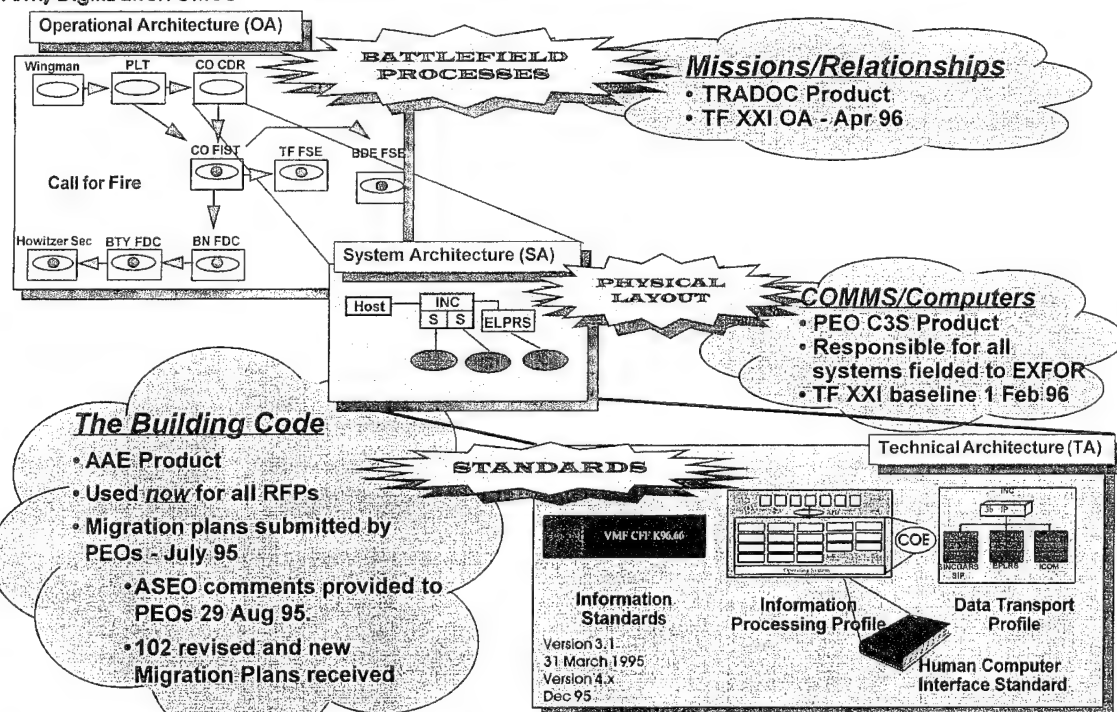 Operational Architecture (OA)
BATTLEFIELD
PROCESSES
Missions/Relationships
• TRADOC Product
• TF XXI OA - Apr 96
Wingman
PLT
CO CDR
CO FIST
TF FSE
BDE FSE
Call for Fire
Howitzer Sec
BTY FDC
BN FDC
System Architecture (SA)
Host
INC
S S
ELPRS
PHYSICAL
LAYOUT
COMMS/Computers
• PEO C3S Product
• Responsible for all
systems fielded to EXFOR
• TF XXI baseline 1 Feb 96
The Building Code
• AAE Product
• Used now for all RFPs
• Migration plans submitted by
PEOs - July 95
•ASEO comments provided to
PEOs 29 Aug 95.
•102 revised and new
Migration Plans received
STANDARDS
Technical Architecture (TA)
VMF CFF K96.66
Information
Standards
Version 3.1
31 March 1995
Version 4.x
Dec 95
Operating System
COE
Information
Processing Profile
INC
IP
SINCGARS
SIP
EPLRS
ICOM
Data Transport
Profile
Human Computer
Interface Standard